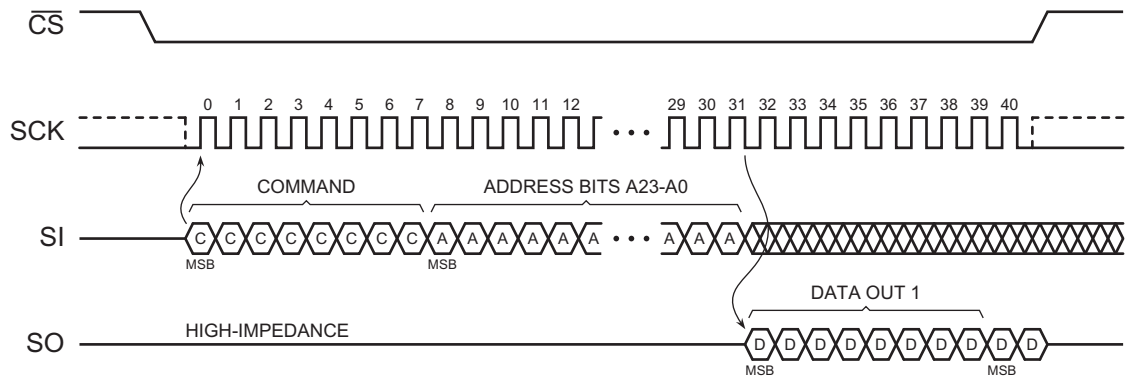 CS
0 1 2 3 4 5 6 7 8 9 10 11 12 29 30 31 32 33 34 35 36 37 38 39 40
SCK
COMMAND ADDRESS BITS A23-A0
SI C C C C C C C C A A A A A A A A A
MSB MSB
DATA OUT 1
HIGH-IMPEDANCE
SO D D D D D D D D D D
MSB MSB